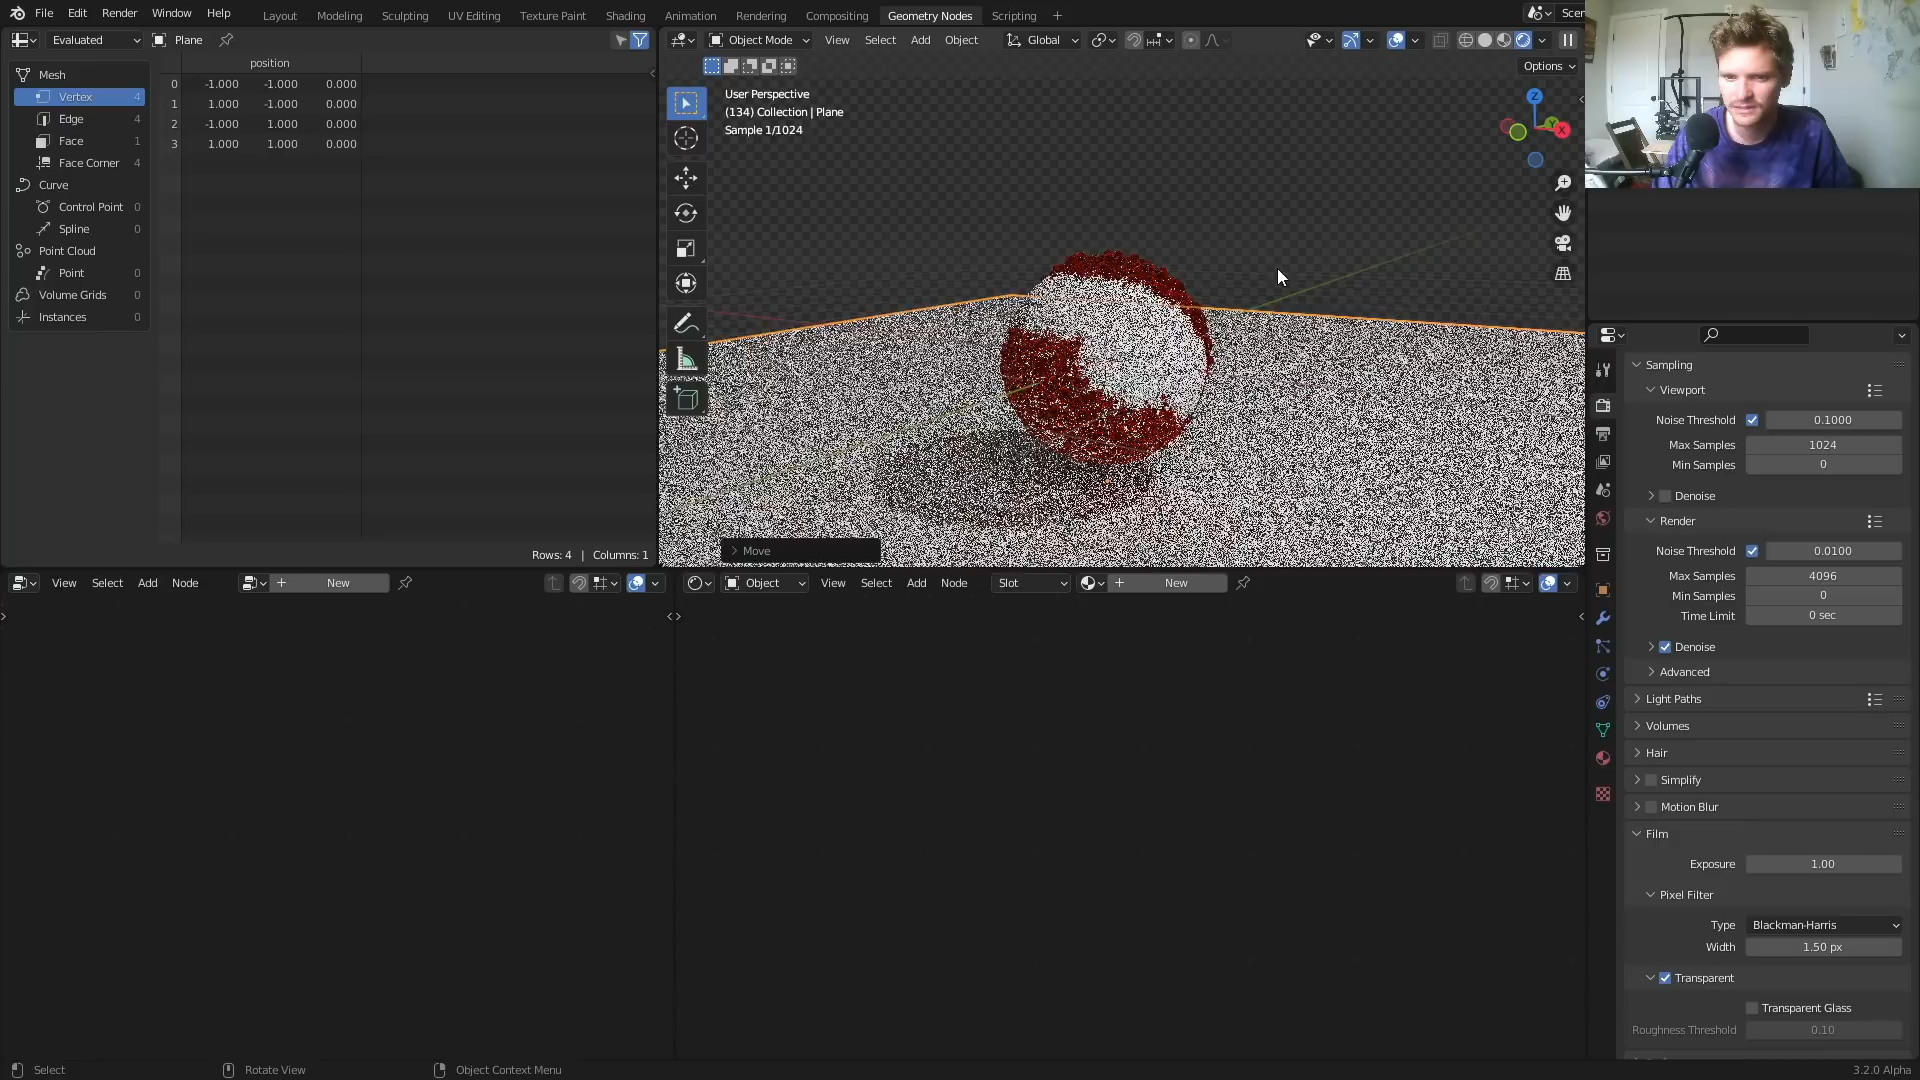 File Edit Render Window Help Layout Modeling Sculpting UV Editing Texture Paint Shading Animation Rendering Compositing Geometry Nodes Scripting + Scen
Evaluated Plane
Object Mode View Select Add Object Global
Options
position
Mesh
Vertex 4
Edge 4
Face 1
Face Corner 4
Curve
Control Point 0
Spline 0
Point Cloud
Point 0
Volume Grids 0
Instances 0
0 -1.000 -1.000 0.000
1 1.000 -1.000 0.000
2 -1.000 1.000 0.000
3 1.000 1.000 0.000
Rows: 4 | Columns: 1
User Perspective
(134) Collection | Plane
Sample 1/1024
Z
Y
X
> Move
View Select Add Node + New
Object View Select Add Node Slot + New
Sampling
Viewport
Noise Threshold 0.1000
Max Samples 1024
Min Samples 0
Denoise
Render
Noise Threshold 0.0100
Max Samples 4096
Min Samples 0
Time Limit 0 sec
Denoise
Advanced
Light Paths
Volumes
Hair
Simplify
Motion Blur
Film
Exposure 1.00
Pixel Filter
Type Blackman-Harris
Width 1.50 px
Transparent
Transparent Glass
Roughness Threshold 0.10
Select Rotate View Object Context Menu 3.2.0 Alpha